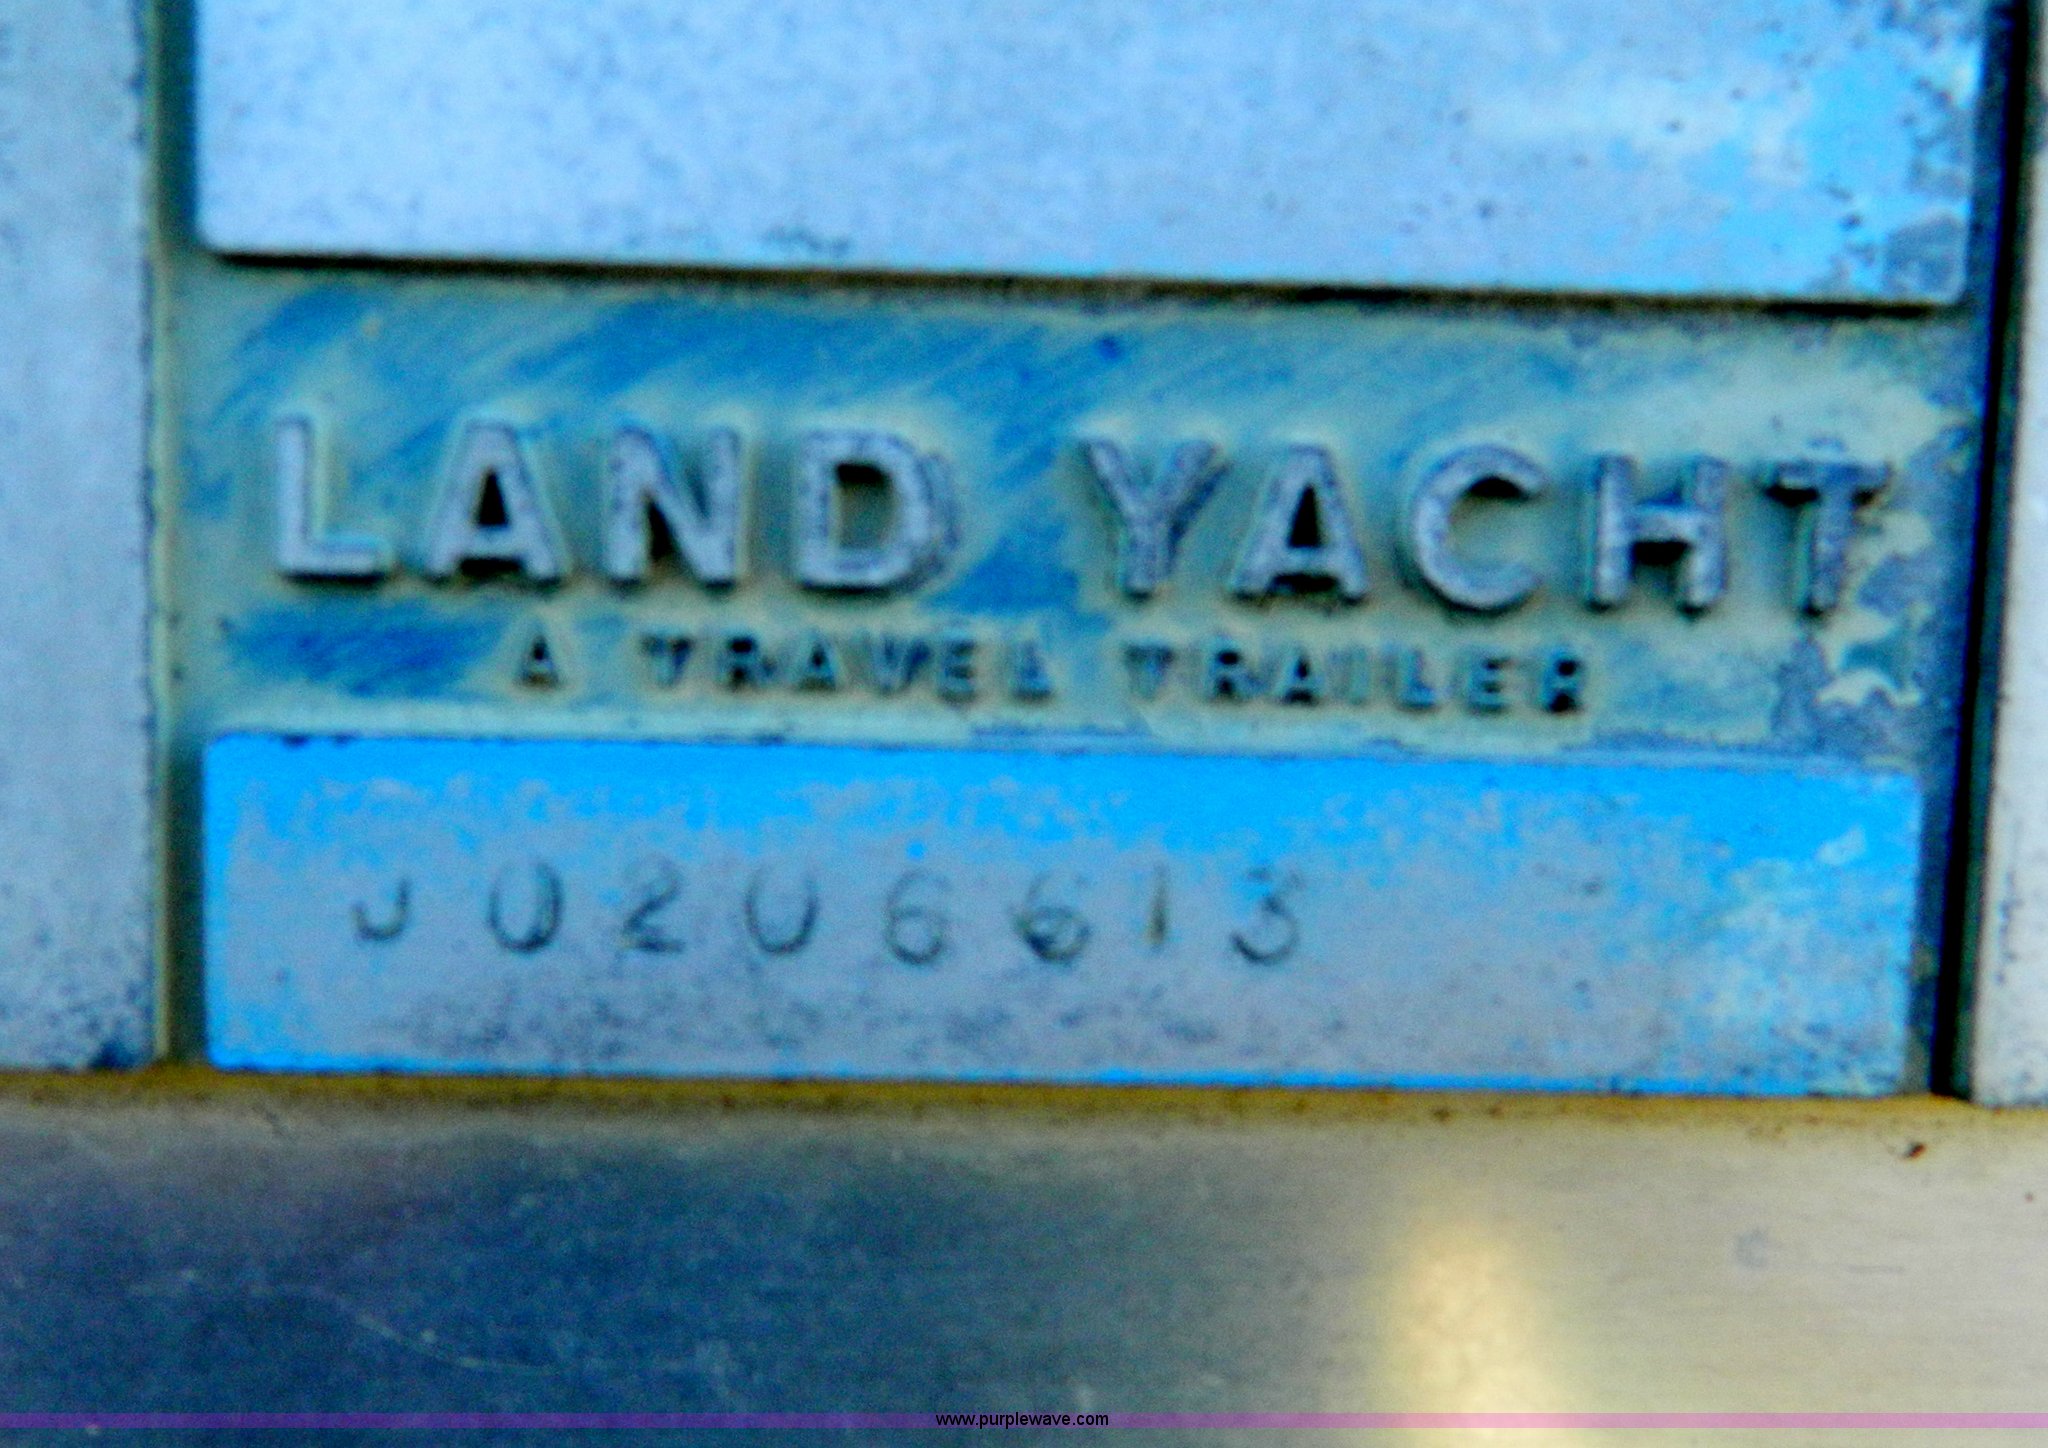 LAND YACHT
A TRAVEL TRAILER
J0206613
www.purplewave.com